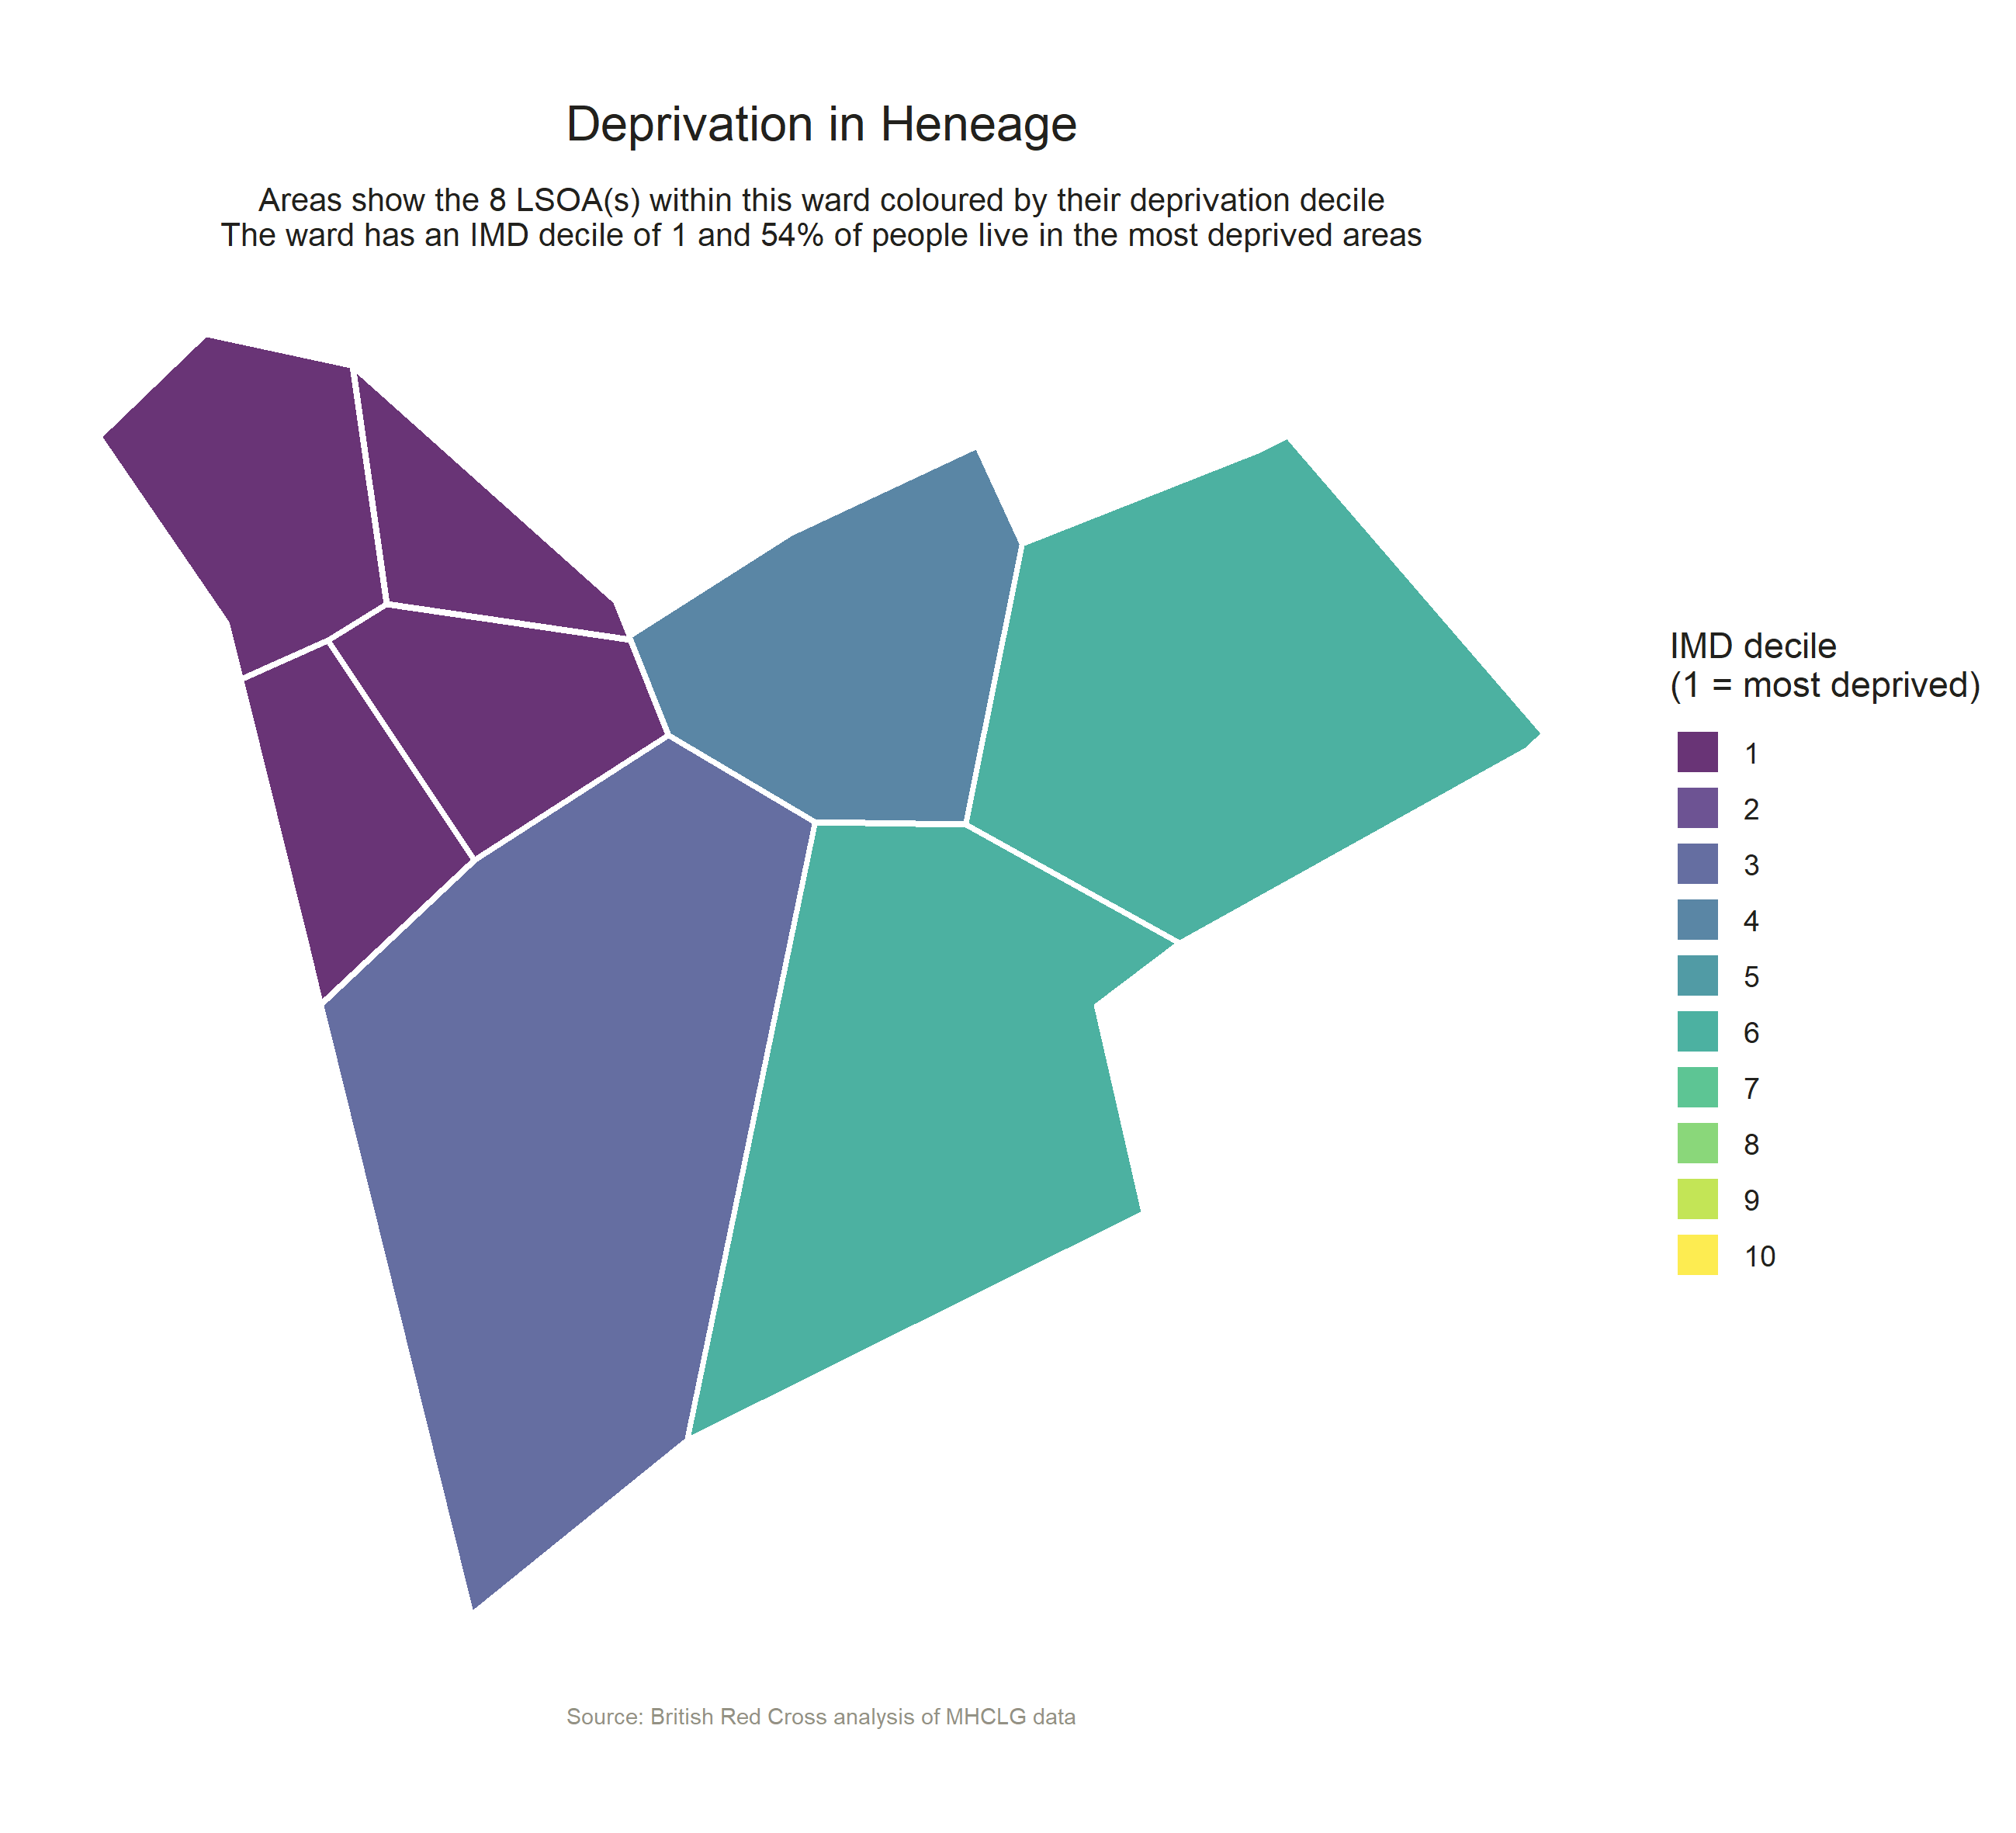 Deprivation in Heneage
Areas show the 8 LSOA(s) within this ward coloured by their deprivation decile
The ward has an IMD decile of 1 and 54% of people live in the most deprived areas
IMD decile
(1 = most deprived)
1
2
3
4
5
6
7
8
9
10
Source: British Red Cross analysis of MHCLG data